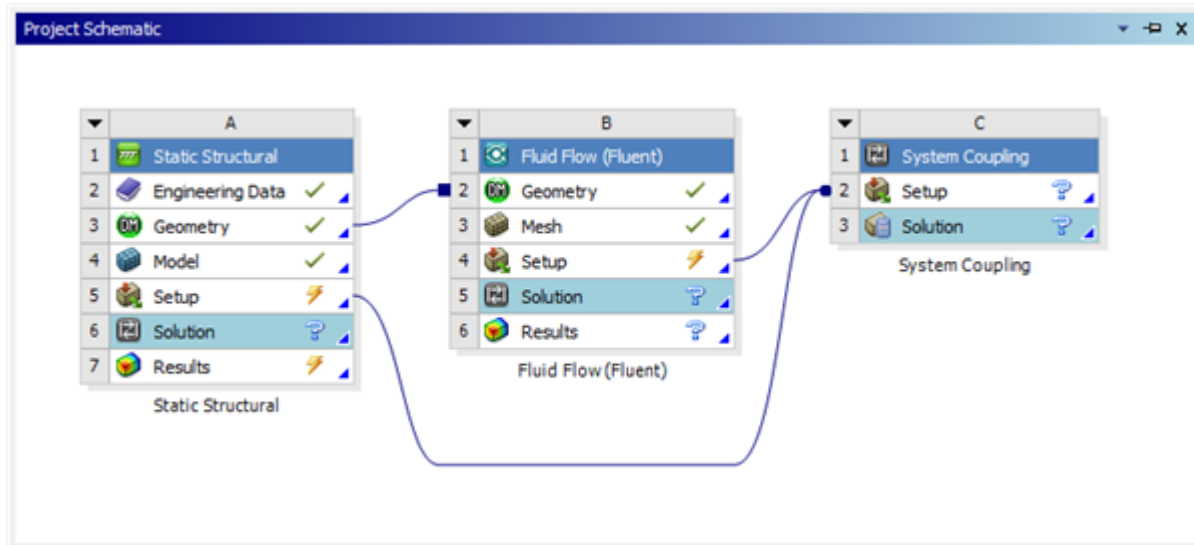 Project Schematic
A
1 Static Structural
2 Engineering Data
3 Geometry
4 Model
5 Setup
6 Solution
7 Results
Static Structural
B
1 Fluid Flow (Fluent)
2 Geometry
3 Mesh
4 Setup
5 Solution
6 Results
Fluid Flow (Fluent)
C
1 System Coupling
2 Setup
3 Solution
System Coupling